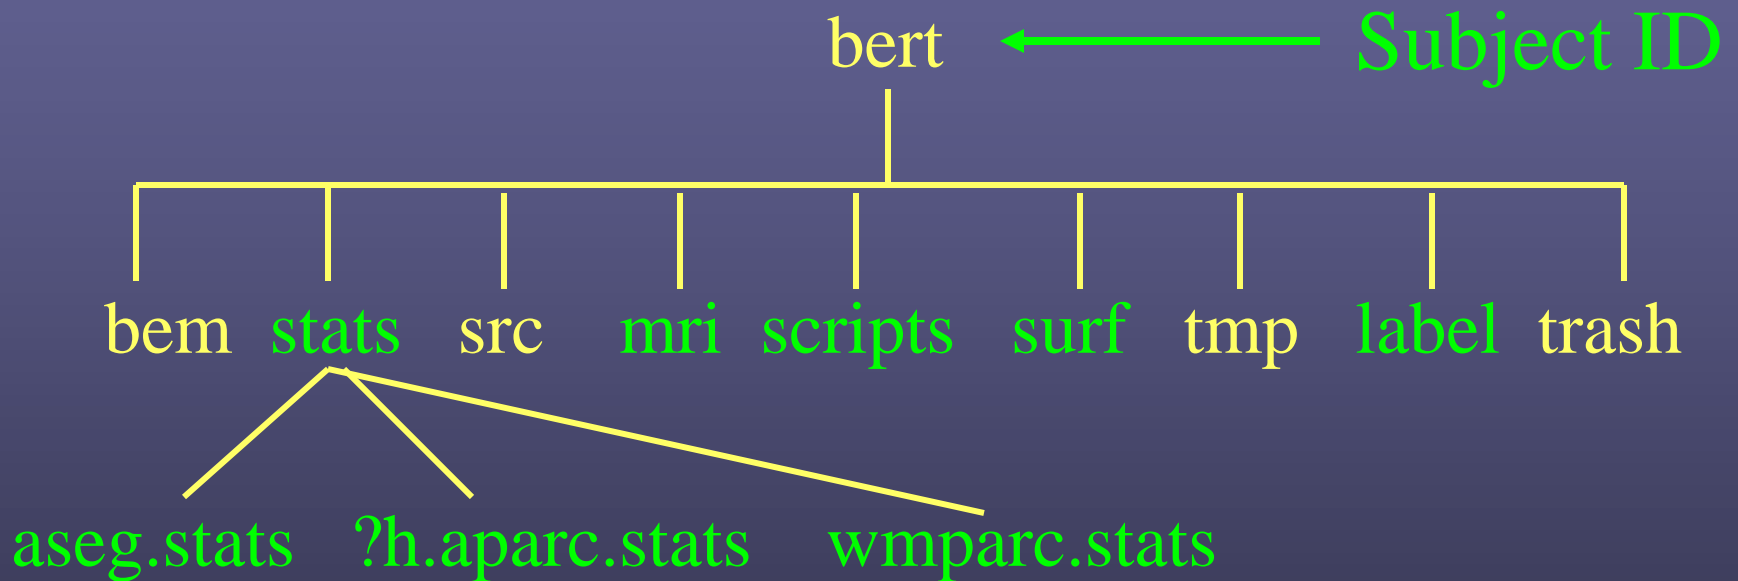 bert Subject ID
bem stats src mri scripts surf tmp label trash
aseg.stats ?h.aparc.stats wmparc.stats